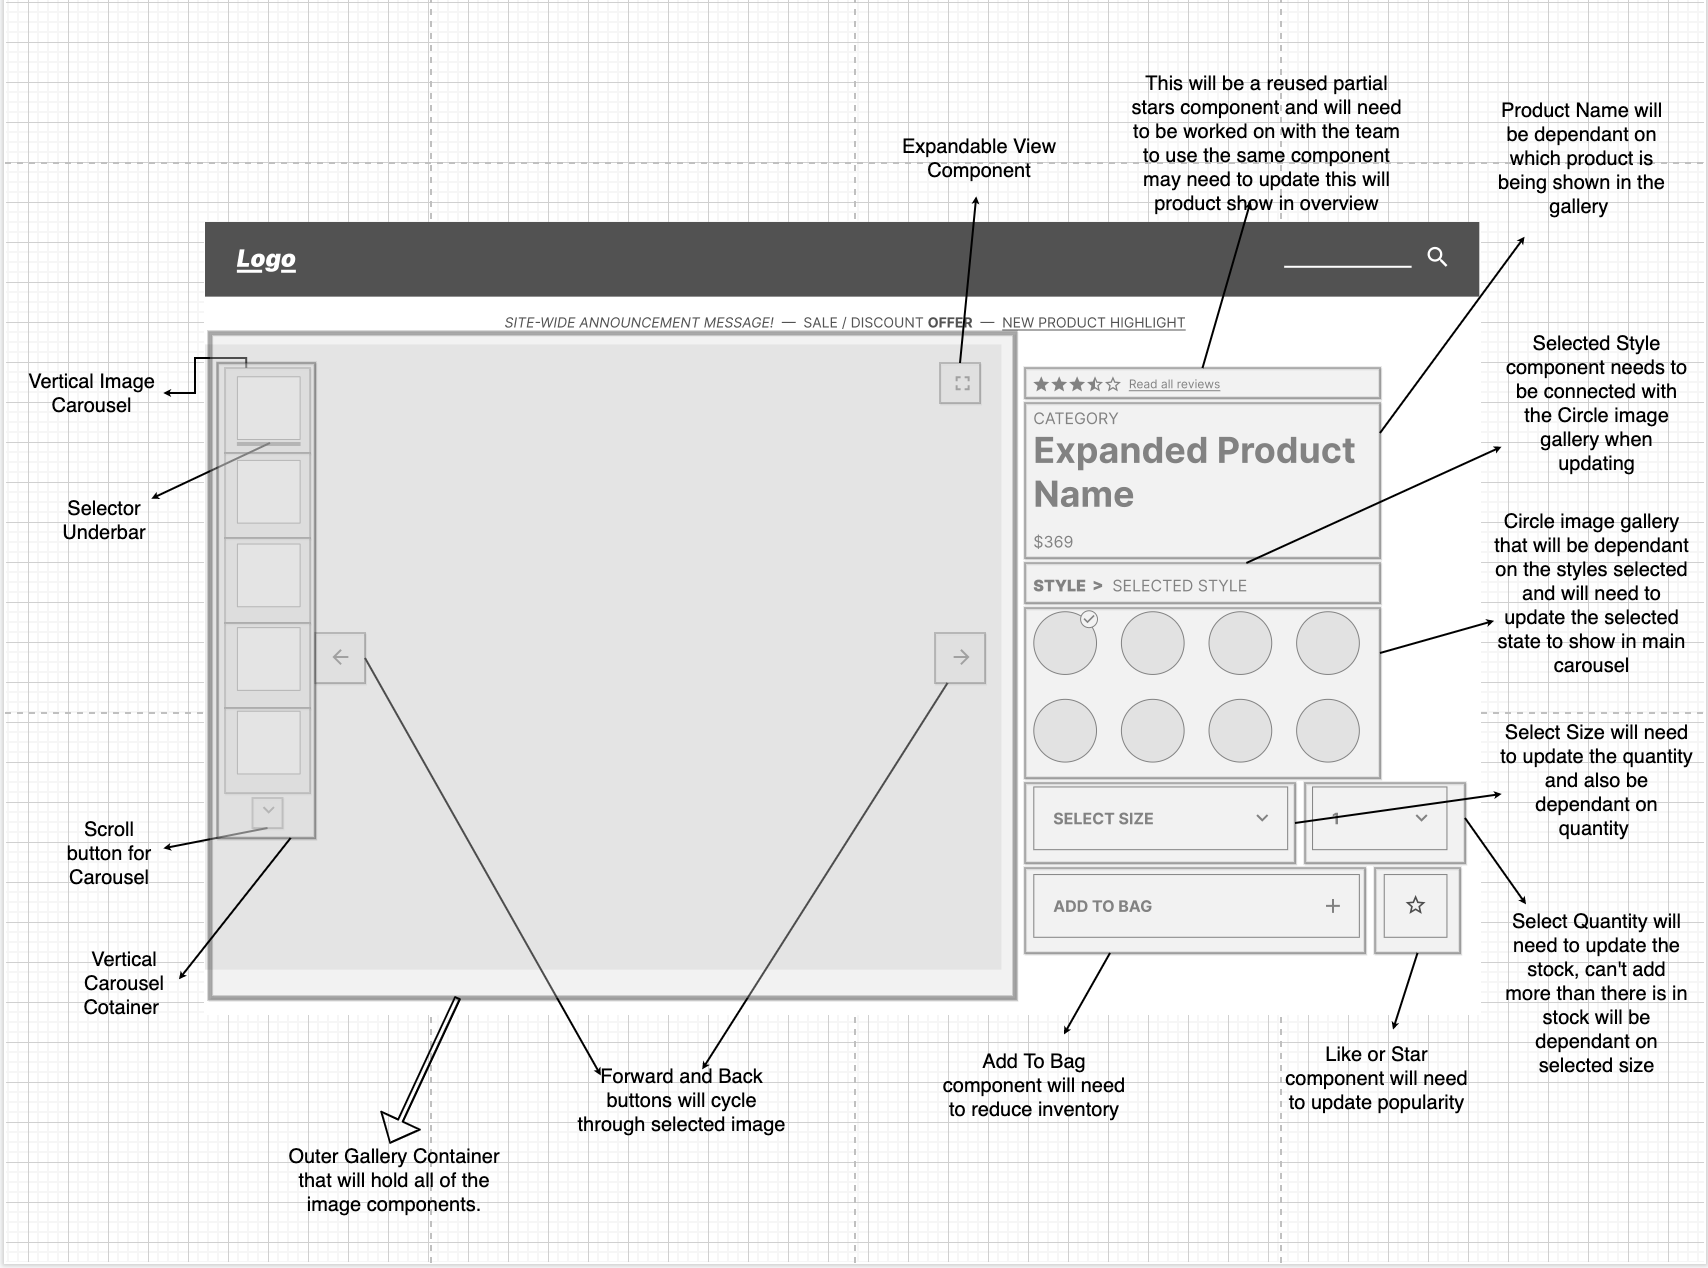 This will be a reused partial
stars component and will need
to be worked on with the team
to use the same component
may need to update this will
product show in overview
Product Name will
be dependant on
which product is
being shown in the
gallery
Expandable View
Component
Logo
SITE-WIDE ANNOUNCEMENT MESSAGE! — SALE / DISCOUNT OFFER — NEW PRODUCT HIGHLIGHT
Vertical Image
Carousel
Selector
Underbar
Scroll
button for
Carousel
Vertical
Carousel
Cotainer
Read all reviews
CATEGORY
Expanded Product
Name
$369
STYLE > SELECTED STYLE
SELECT SIZE
1
ADD TO BAG
Selected Style
component needs to
be connected with
the Circle image
gallery when
updating
Circle image gallery
that will be dependant
on the styles selected
and will need to
update the selected
state to show in main
carousel
Select Size will need
to update the quantity
and also be
dependant on
quantity
Select Quantity will
need to update the
stock, can't add
more than there is in
stock will be
dependant on
selected size
Outer Gallery Container
that will hold all of the
image components.
Forward and Back
buttons will cycle
through selected image
Add To Bag
component will need
to reduce inventory
Like or Star
component will need
to update popularity